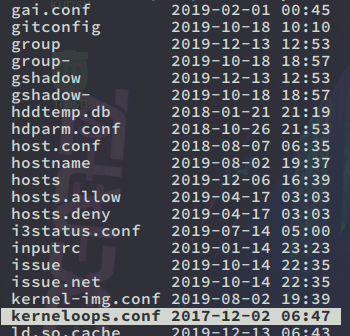 gai.conf 2019-02-01 00:45
gitconfig 2019-10-18 10:10
group 2019-12-13 12:53
group- 2019-10-18 18:57
gshadow 2019-12-13 12:53
gshadow- 2019-10-18 18:57
hddtemp.db 2018-01-21 21:19
hdparm.conf 2018-10-26 21:53
host.conf 2018-08-07 06:35
hostname 2019-08-02 19:37
hosts 2019-12-06 16:39
hosts.allow 2019-04-17 03:03
hosts.deny 2019-04-17 03:03
i3status.conf 2019-07-14 05:00
inputrc 2019-01-14 23:23
issue 2019-10-14 22:35
issue.net 2019-10-14 22:35
kernel-img.conf 2019-08-02 19:39
kerneloops.conf 2017-12-02 06:47
ld.so.cache 2019-12-13 06:43